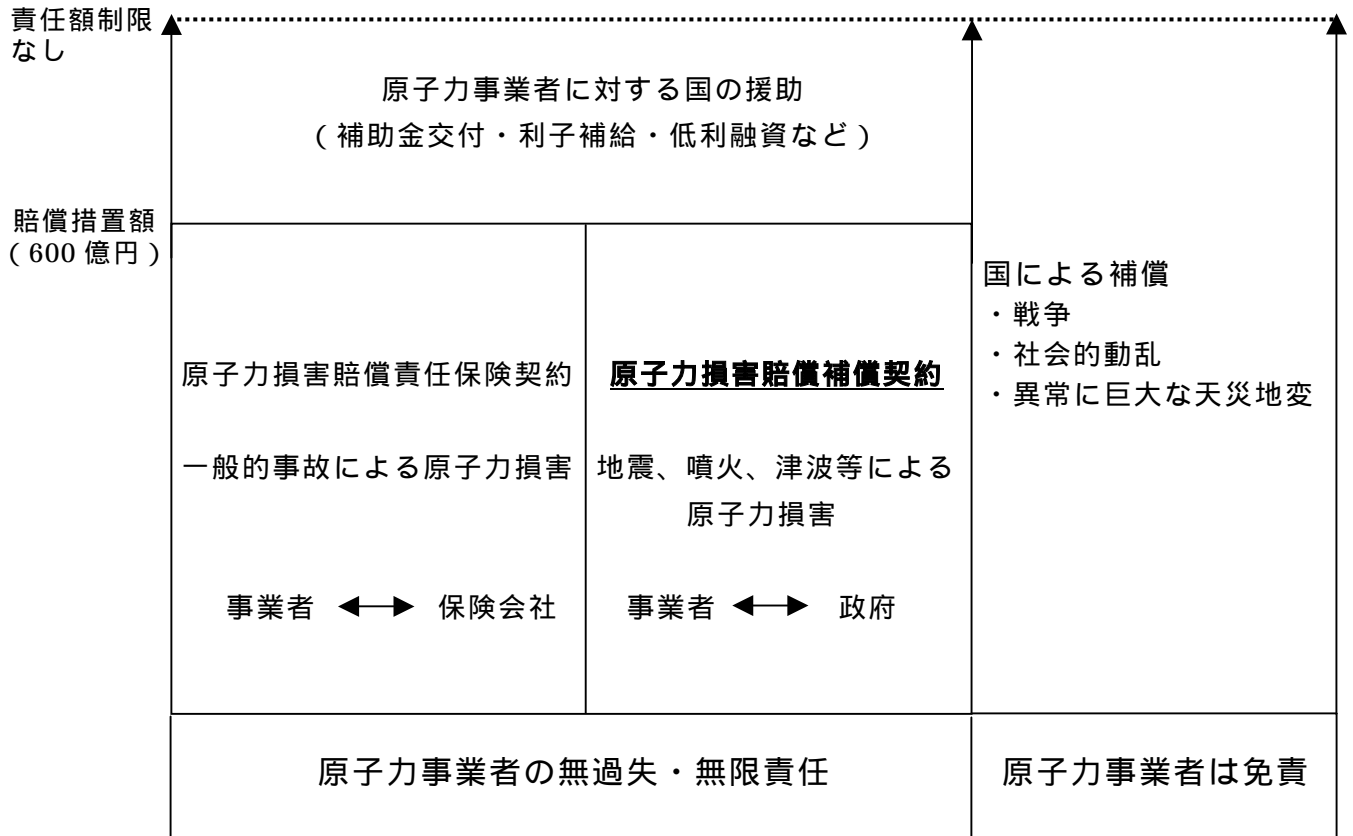 責任額制限
なし
原子力事業者に対する国の援助
(補助金交付・利子補給・低利融資など)
賠償措置額
(600億円)
原子力損害賠償責任保険契約
一般的事故による原子力損害
事業者 ◀─▶ 保険会社
原子力損害賠償補償契約
地震、噴火、津波等による
原子力損害
事業者 ◀─▶ 政府
国による補償
・戦争
・社会的動乱
・異常に巨大な天災地変
原子力事業者の無過失・無限責任
原子力事業者は免責